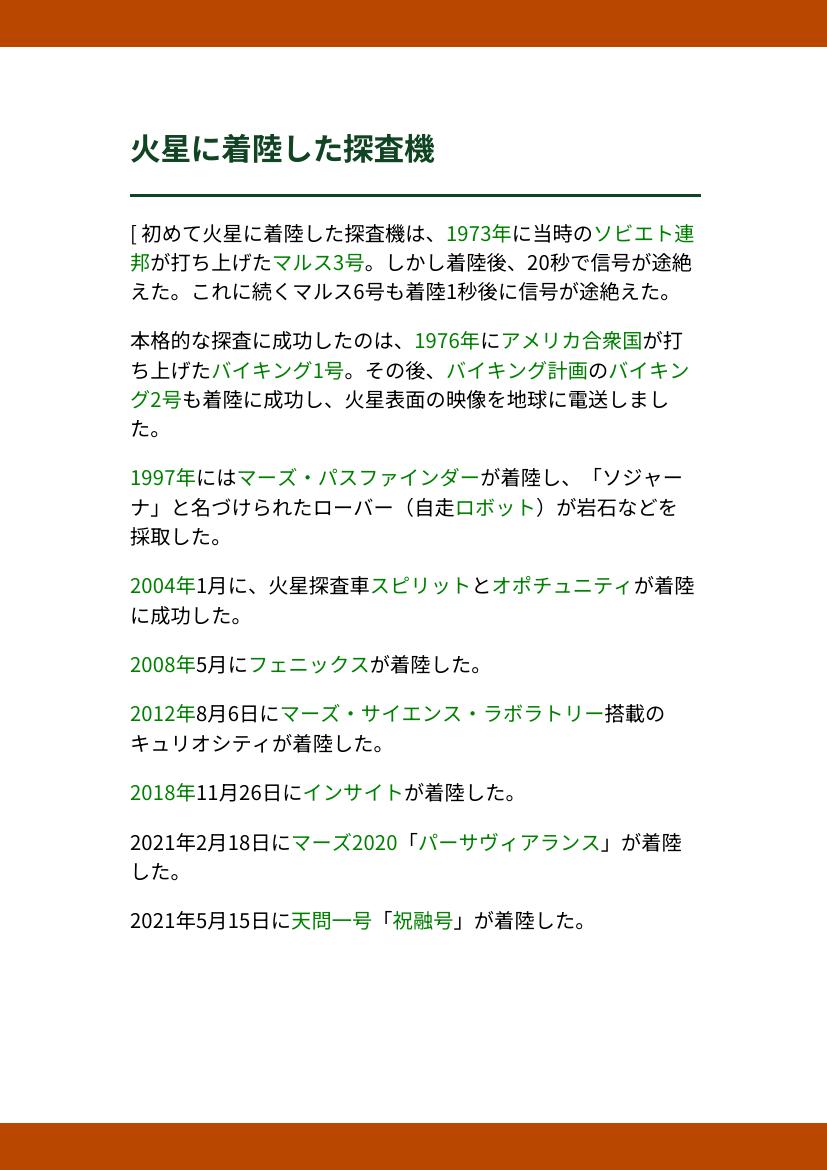 火星に着陸した探査機
[ 初めて火星に着陸した探査機は、1973年に当時のソビエト連
邦が打ち上げたマルス3号。しかし着陸後、20秒で信号が途絶
えた。これに続くマルス6号も着陸1秒後に信号が途絶えた。
本格的な探査に成功したのは、1976年にアメリカ合衆国が打
ち上げたバイキング1号。その後、バイキング計画のバイキン
グ2号も着陸に成功し、火星表面の映像を地球に電送しまし
た。
1997年にはマーズ・パスファインダーが着陸し、「ソジャー
ナ」と名づけられたローバー（自走ロボット）が岩石などを
採取した。
2004年1月に、火星探査車スピリットとオポチュニティが着陸
に成功した。
2008年5月にフェニックスが着陸した。
2012年8月6日にマーズ・サイエンス・ラボラトリー搭載の
キュリオシティが着陸した。
2018年11月26日にインサイトが着陸した。
2021年2月18日にマーズ2020「パーサヴィアランス」が着陸
した。
2021年5月15日に天問一号「祝融号」が着陸した。